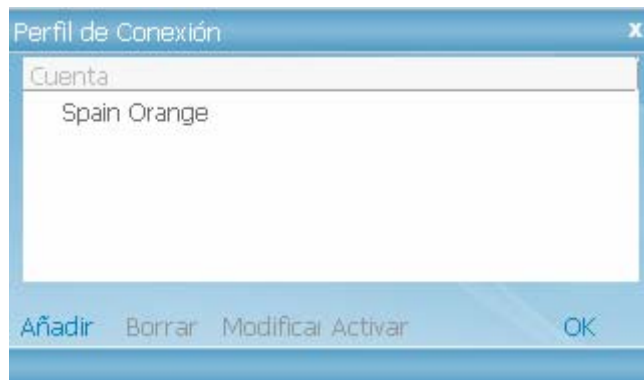 Perfil de Conexión x
Cuenta
Spain Orange
Añadir Borrar Modificar Activar OK